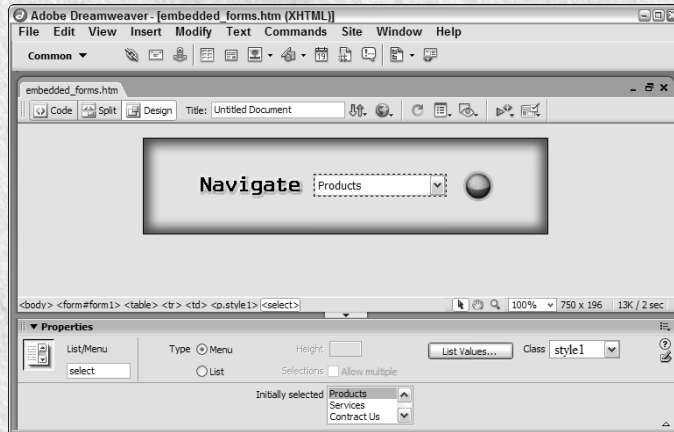 Adobe Dreamweaver - [embedded_forms.htm (XHTML)]
File Edit View Insert Modify Text Commands Site Window Help
Common
embedded_forms.htm
Code Split Design Title: Untitled Document
Navigate Products
<body> <form#form1> <table> <tr> <td> <p.style1> <select> 100% 750 x 196 13K / 2 sec
Properties
List/Menu Type Menu Height List Values... Class style1
select List Selections Allow multiple
Initially selected Products
Services
Contract Us